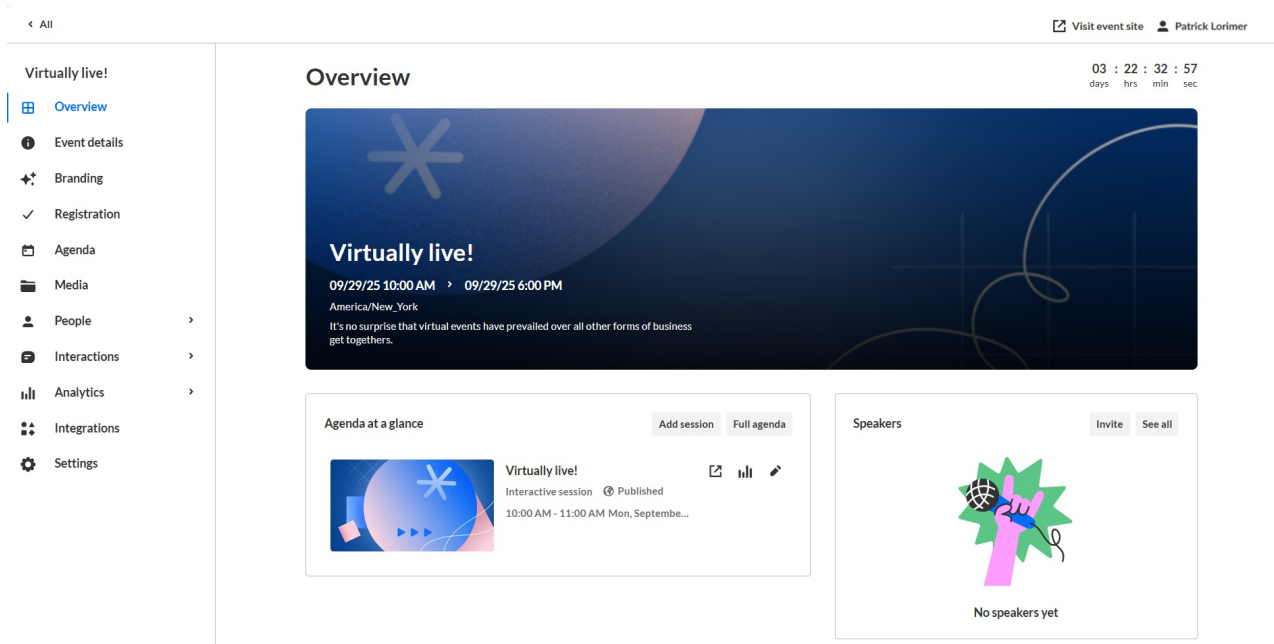 All
Visit event site
Patrick Lorimer
Virtually live!
Overview
Event details
Branding
Registration
Agenda
Media
People
Interactions
Analytics
Integrations
Settings
Overview
03 : 22 : 32 : 57
days hrs min sec
Virtually live!
09/29/25 10:00 AM > 09/29/25 6:00 PM
America/New_York
It's no surprise that virtual events have prevailed over all other forms of business
get togethers.
Agenda at a glance
Add session
Full agenda
Virtually live!
Interactive session Published
10:00 AM - 11:00 AM Mon, Septembe...
Speakers
Invite
See all
No speakers yet